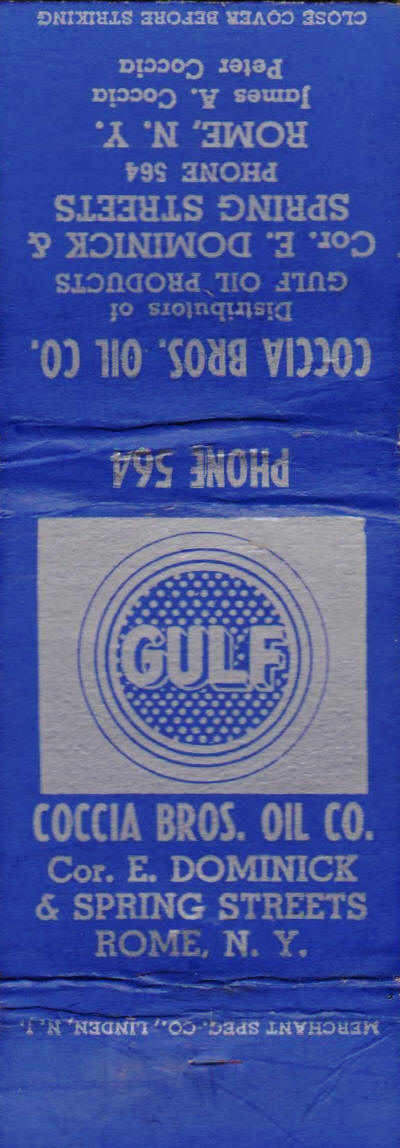 CLOSE COVER BEFORE STRIKING
COCCIA BROS. OIL CO.
Distributors of
GULF OIL PRODUCTS
Cor. E. DOMINICK &
SPRING STREETS
PHONE 564
ROME, N. Y.
James A. Coccia
Peter Coccia
PHONE 564
GULF
COCCIA BROS. OIL CO.
Cor. E. DOMINICK
& SPRING STREETS
ROME, N. Y.
MERCHANT SPEC. CO., LINDEN, N. J.